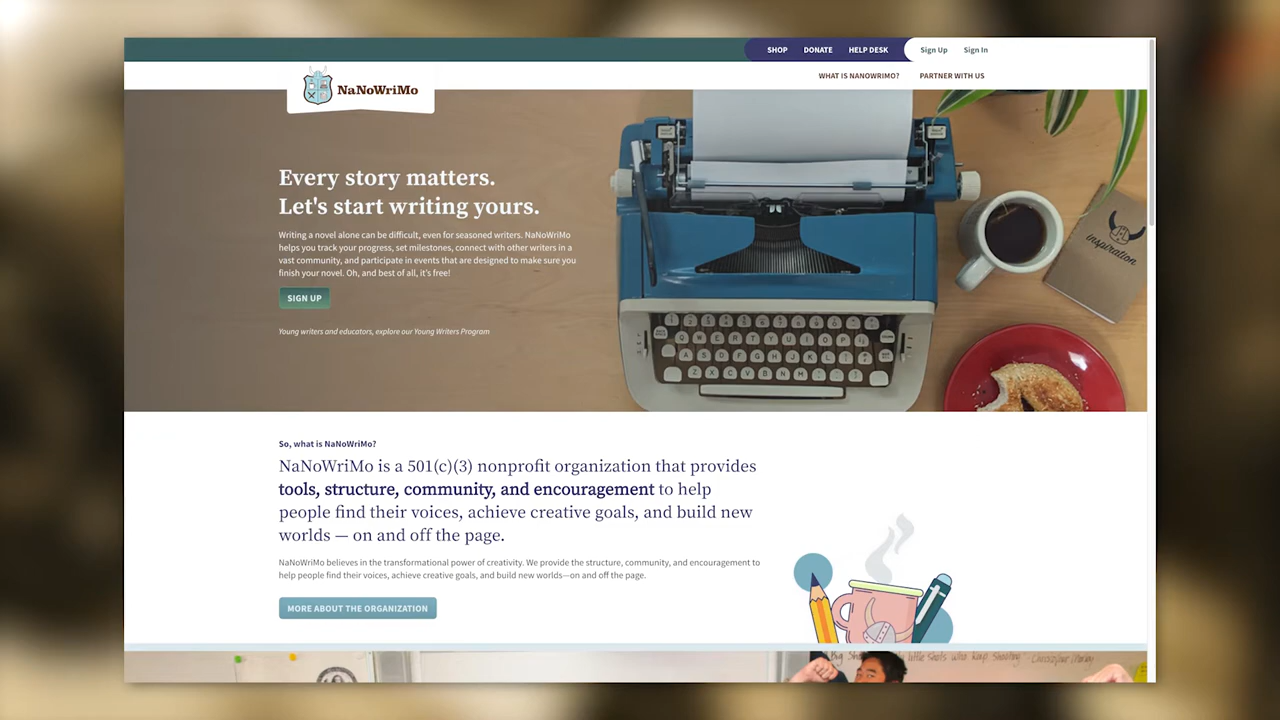 SHOP DONATE HELP DESK Sign Up Sign In
WHAT IS NANOWRIMO? PARTNER WITH US
NaNoWriMo
Every story matters.
Let's start writing yours.
Writing a novel alone can be difficult, even for seasoned writers. NaNoWriMo
helps you track your progress, set milestones, connect with other writers in a
vast community, and participate in events that are designed to make sure you
finish your novel. Oh, and best of all, it's free!
SIGN UP
Young writers and educators, explore our Young Writers Program
inspiration
Q W E R T Y U I O P
A S D F G H J K L
Z X C V B N M
So, what is NaNoWriMo?
NaNoWriMo is a 501(c)(3) nonprofit organization that provides
tools, structure, community, and encouragement to help
people find their voices, achieve creative goals, and build new
worlds — on and off the page.
NaNoWriMo believes in the transformational power of creativity. We provide the structure, community, and encouragement to
help people find their voices, achieve creative goals, and build new worlds—on and off the page.
MORE ABOUT THE ORGANIZATION
little shots who keep shooting